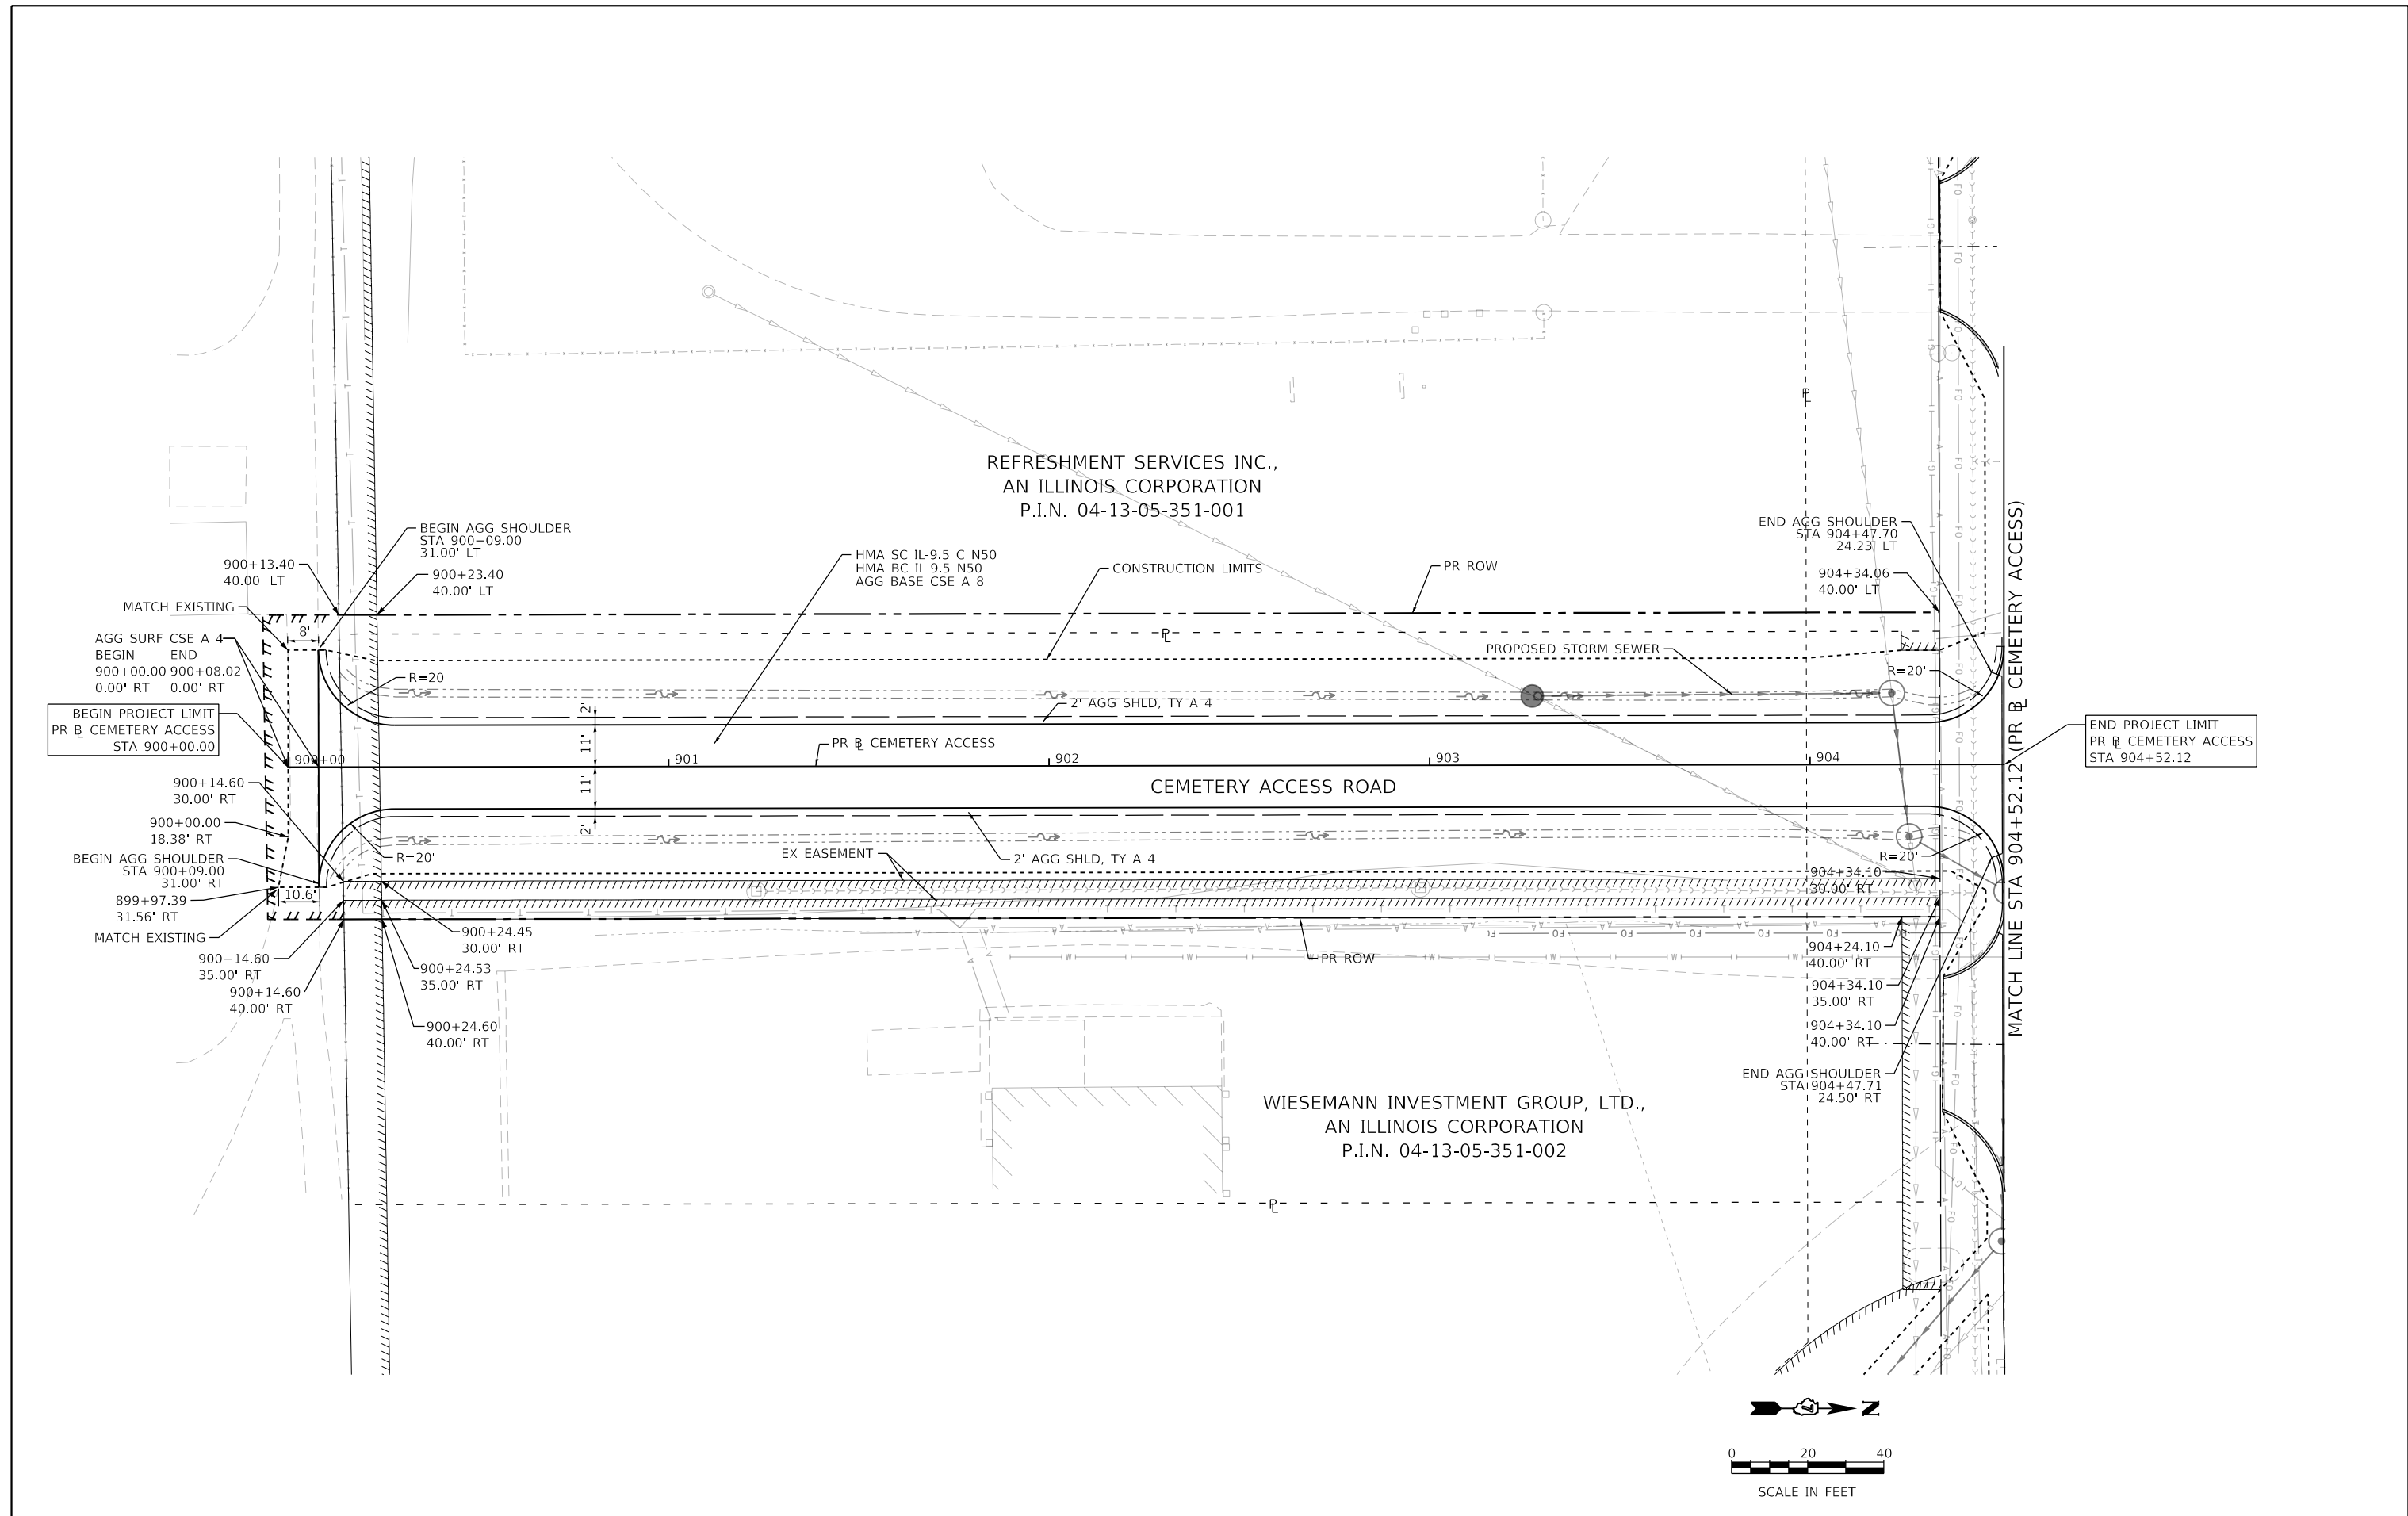 REFRESHMENT SERVICES INC.,
AN ILLINOIS CORPORATION
P.I.N. 04-13-05-351-001
BEGIN AGG SHOULDER
STA 900+09.00
31.00' LT
900+13.40
40.00' LT
900+23.40
40.00' LT
HMA SC IL-9.5 C N50
HMA BC IL-9.5 N50
AGG BASE CSE A 8
CONSTRUCTION LIMITS
PR ROW
END AGG SHOULDER
STA 904+47.70
24.23' LT
904+34.06
40.00' LT
MATCH EXISTING
8'
AGG SURF CSE A 4
BEGIN END
900+00.00 900+08.02
0.00' RT 0.00' RT
R=20'
PROPOSED STORM SEWER
R=20'
2' AGG SHLD, TY A 4
BEGIN PROJECT LIMIT
PR BL CEMETERY ACCESS
STA 900+00.00
2'
11'
11'
2'
PR BL CEMETERY ACCESS
900+00
901
902
903
904
CEMETERY ACCESS ROAD
END PROJECT LIMIT
PR BL CEMETERY ACCESS
STA 904+52.12
MATCH LINE STA 904+52.12 (PR BL CEMETERY ACCESS)
900+14.60
30.00' RT
900+00.00
18.38' RT
BEGIN AGG SHOULDER
STA 900+09.00
31.00' RT
R=20'
EX EASEMENT
2' AGG SHLD, TY A 4
R=20'
904+34.10
30.00' RT
899+97.39
31.56' RT
10.6'
MATCH EXISTING
900+24.45
30.00' RT
900+14.60
35.00' RT
900+24.53
35.00' RT
900+14.60
40.00' RT
900+24.60
40.00' RT
PR ROW
904+24.10
40.00' RT
904+34.10
35.00' RT
904+34.10
40.00' RT
END AGG SHOULDER
STA 904+47.71
24.50' RT
WIESEMANN INVESTMENT GROUP, LTD.,
AN ILLINOIS CORPORATION
P.I.N. 04-13-05-351-002
N
0 20 40
SCALE IN FEET